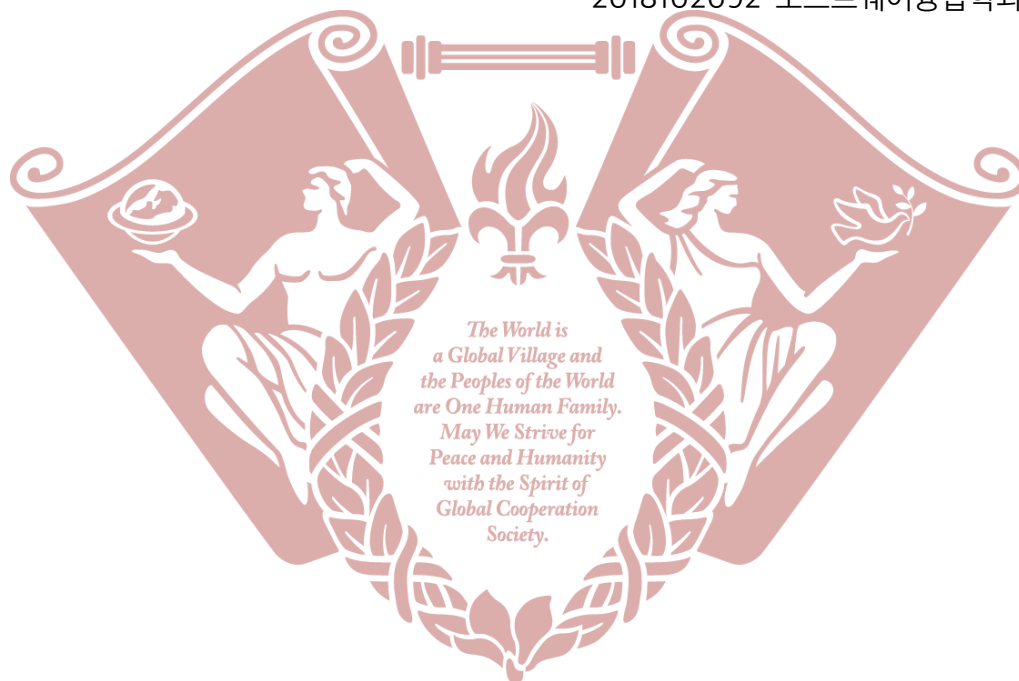 The World is
a Global Village and
the Peoples of the World
are One Human Family.
May We Strive for
Peace and Humanity
with the Spirit of
Global Cooperation
Society.